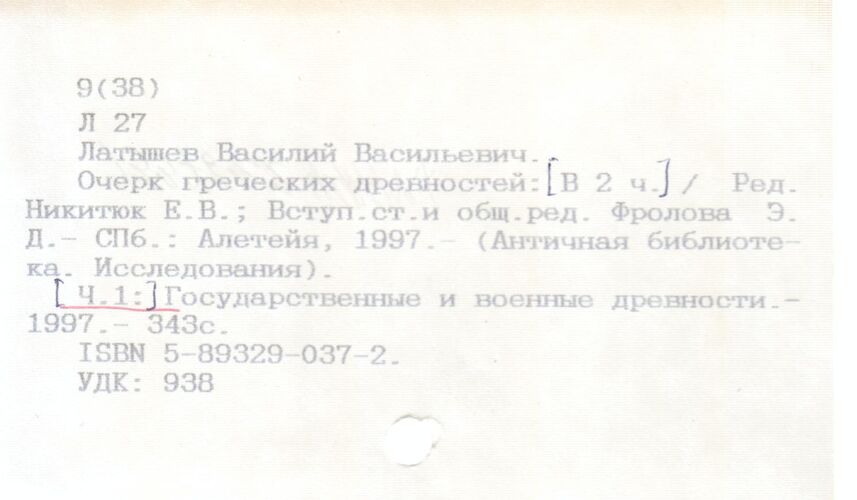 9(38)
Л 27
Латышев Василий Васильевич.
Очерк греческих древностей:[В 2 ч.] / Ред.
Никитюк Е.В.; Вступ.ст.и общ.ред. Фролова Э.
Д.- СПб.: Алетейя, 1997.- (Античная библиоте-
ка. Исследования).
[Ч.1:]Государственные и военные древности.-
1997.- 343с.
ISBN 5-89329-037-2.
УДК: 938